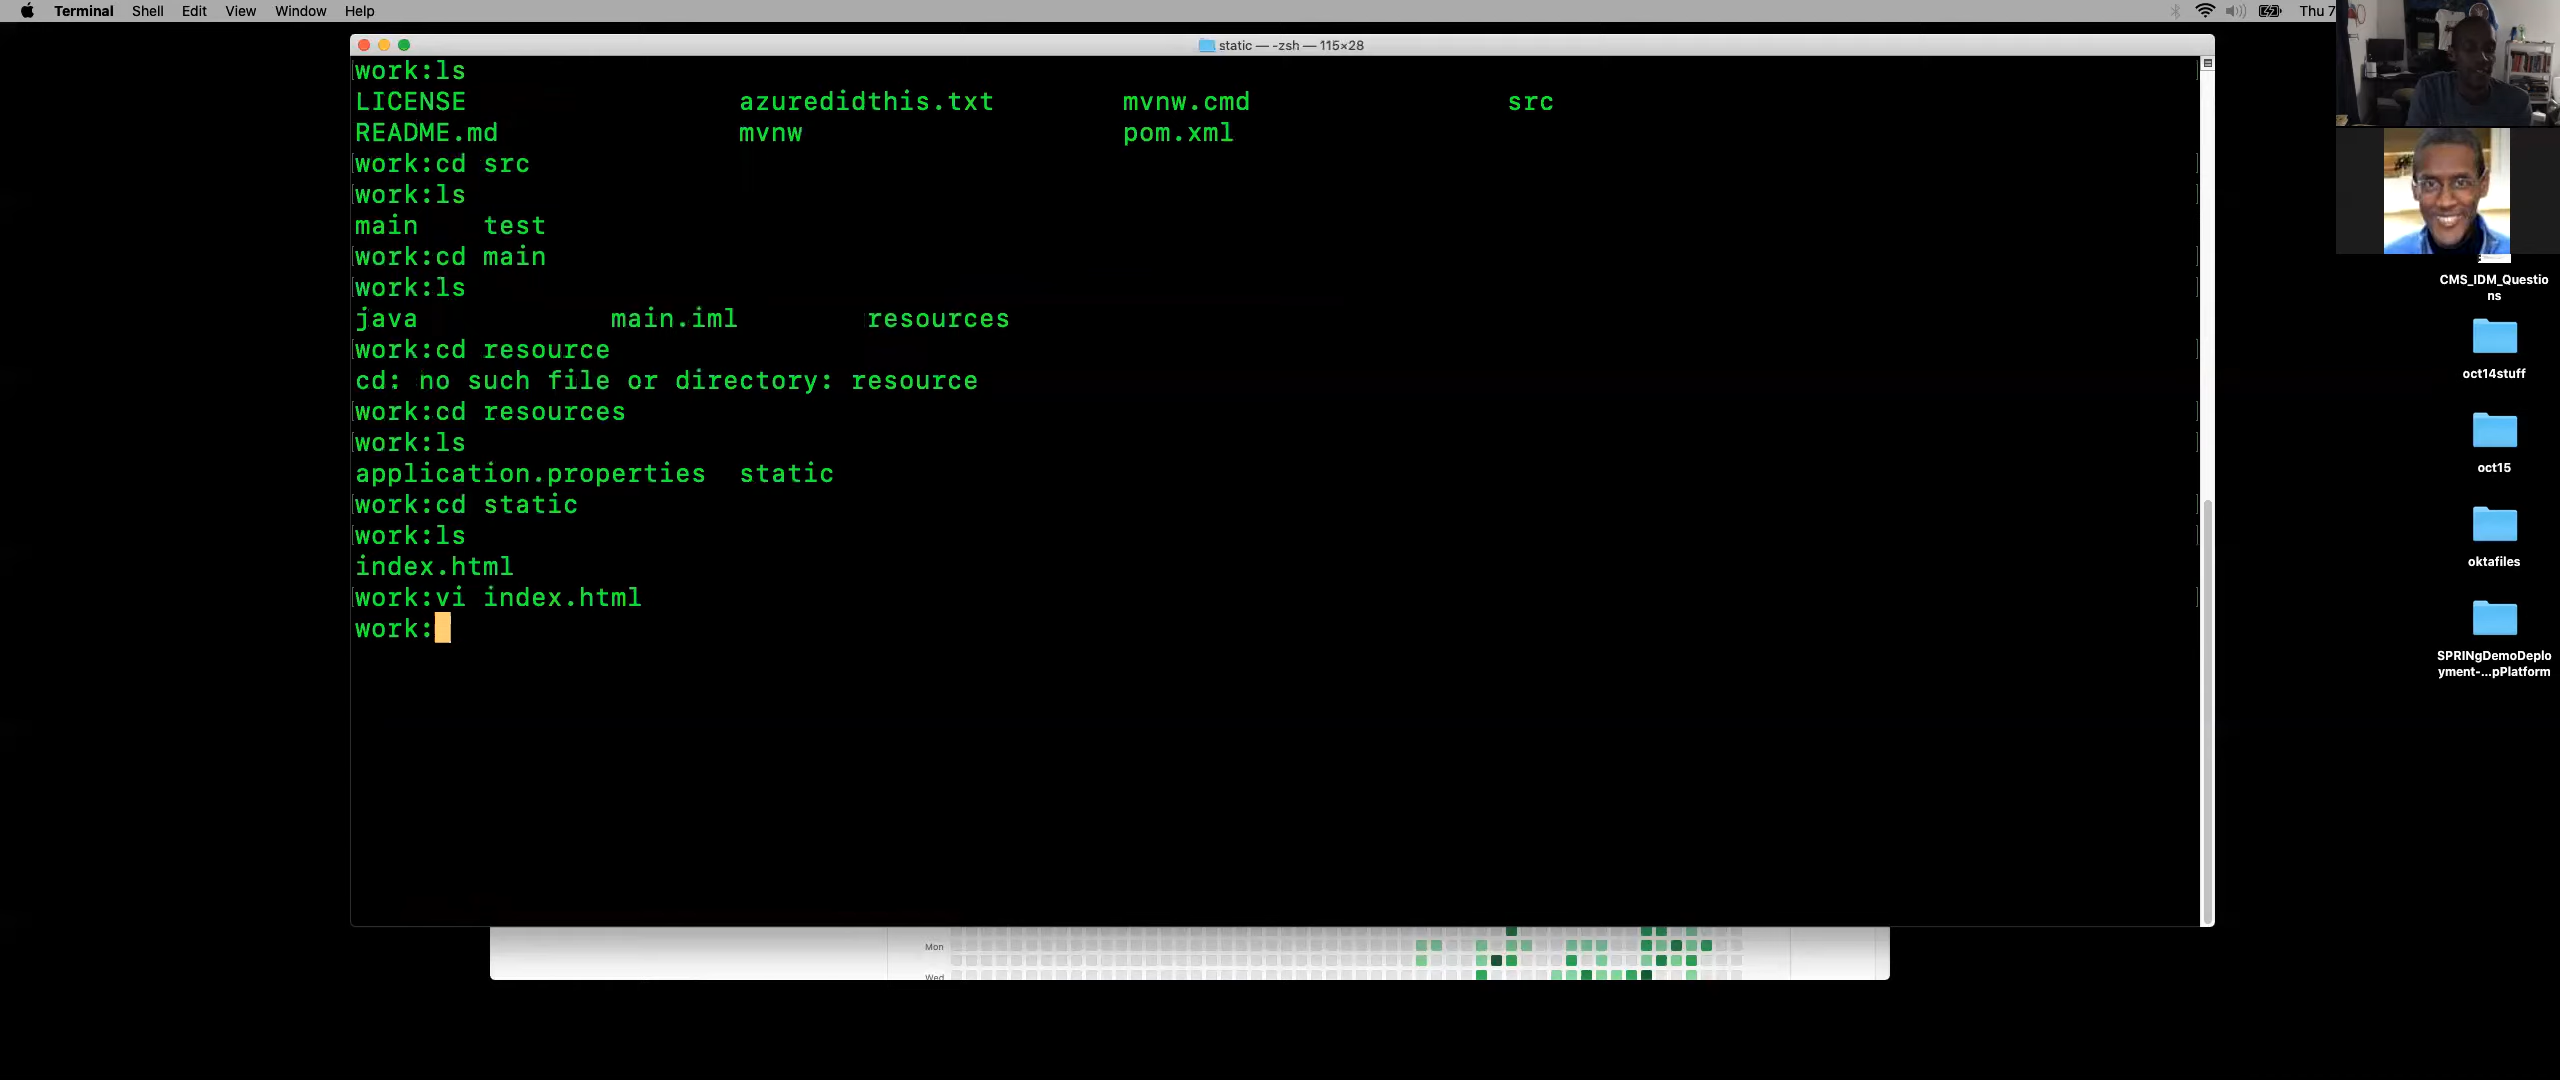 Terminal Shell Edit View Window Help Thu 7
static — -zsh — 115×28
work:ls
LICENSE azuredidthis.txt mvnw.cmd src
README.md mvnw pom.xml
work:cd src
work:ls
main test
work:cd main
work:ls
java main.iml resources
work:cd resource
cd: no such file or directory: resource
work:cd resources
work:ls
application.properties static
work:cd static
work:ls
index.html
work:vi index.html
work:
CMS_IDM_Questio
ns
oct14stuff
oct15
oktafiles
SPRINgDemoDeplo
yment-...pPlatform
Mon
Wed